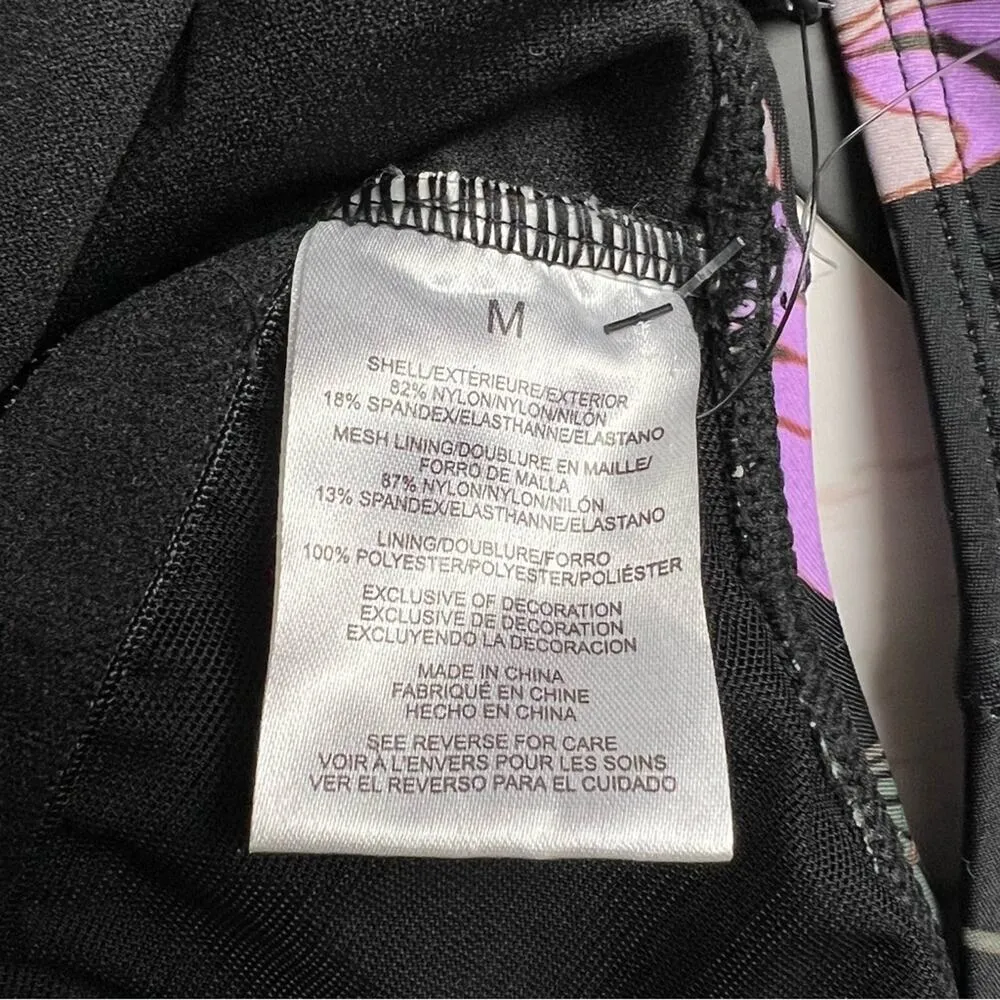 M
SHELL/EXTÉRIEURE/EXTERIOR
82% NYLON/NYLON/NILÓN
18% SPANDEX/ELASTHANNE/ELASTANO
MESH LINING/DOUBLURE EN MAILLE/
FORRO DE MALLA
87% NYLON/NYLON/NILÓN
13% SPANDEX/ELASTHANNE/ELASTANO
LINING/DOUBLURE/FORRO
100% POLYESTER/POLYESTER/POLIÉSTER
EXCLUSIVE OF DECORATION
EXCLUSIVE DE DÉCORATION
EXCLUYENDO LA DECORACION
MADE IN CHINA
FABRIQUÉ EN CHINE
HECHO EN CHINA
SEE REVERSE FOR CARE
VOIR À L'ENVERS POUR LES SOINS
VER EL REVERSO PARA EL CUIDADO